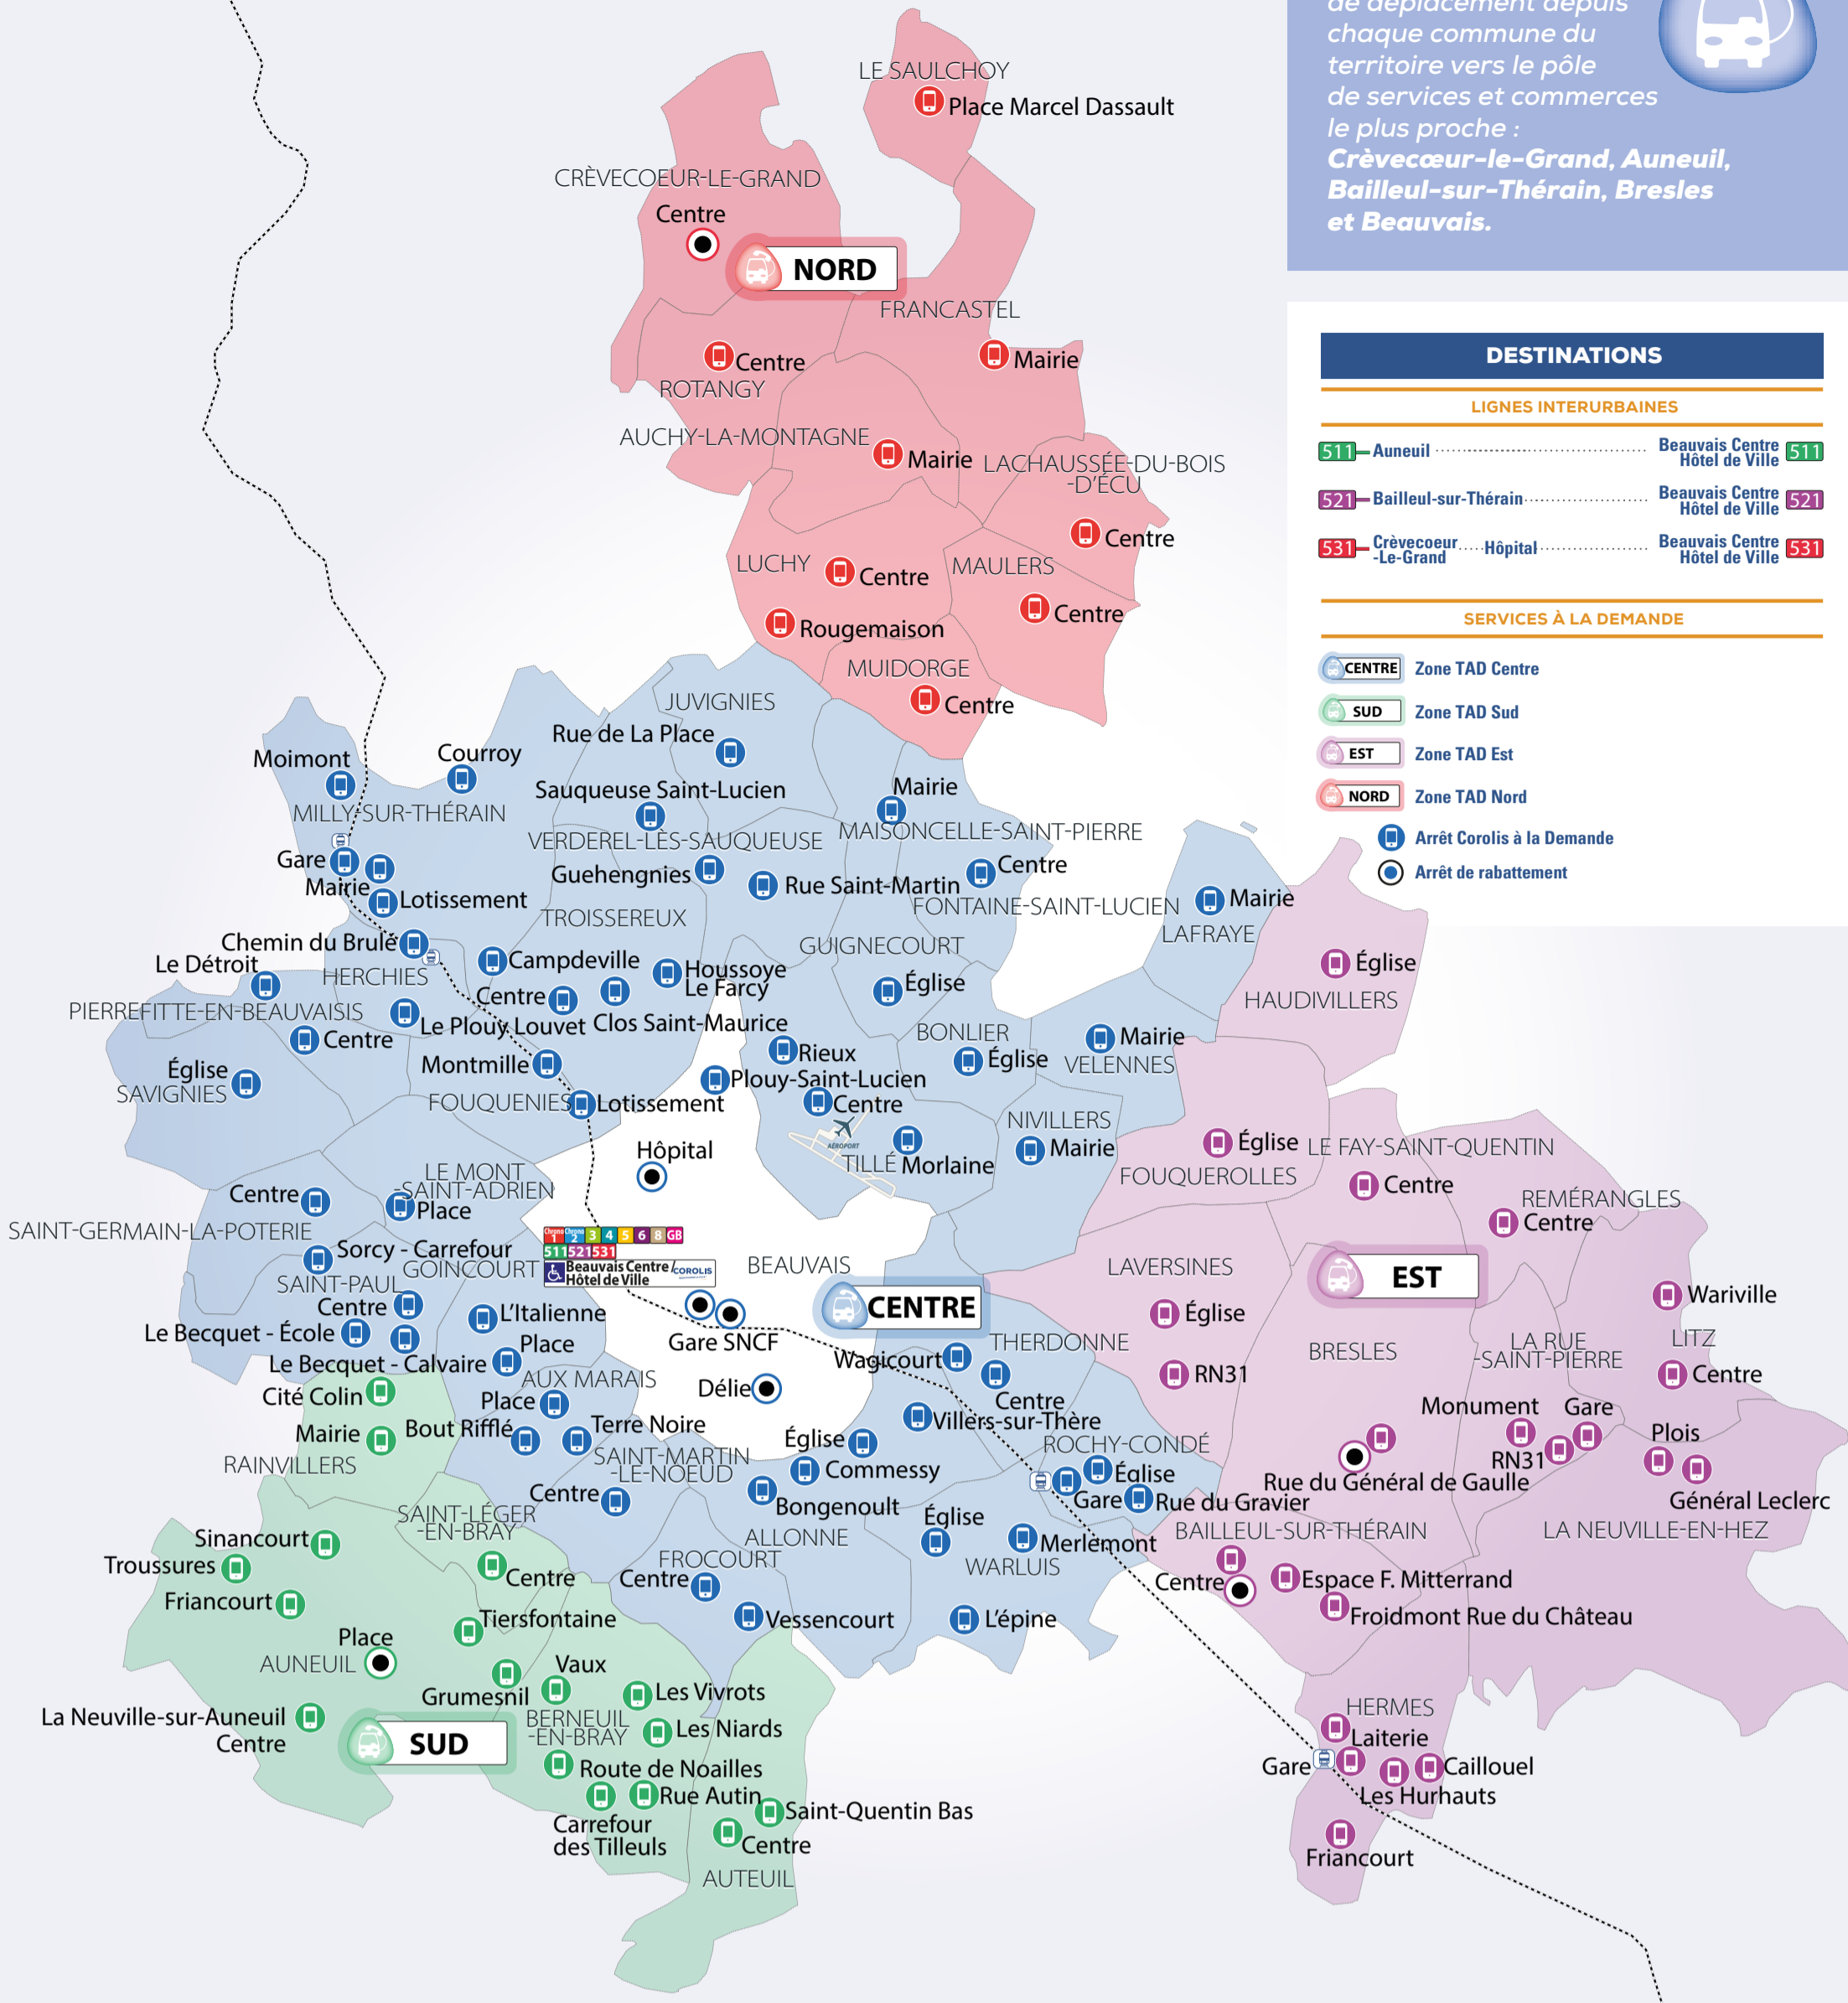 de déplacement depuis
chaque commune du
territoire vers le pôle
de services et commerces
le plus proche :
Crèvecœur-le-Grand, Auneuil,
Bailleul-sur-Thérain, Bresles
et Beauvais.
DESTINATIONS
LIGNES INTERURBAINES
511 Auneuil Beauvais Centre Hôtel de Ville 511
521 Bailleul-sur-Thérain Beauvais Centre Hôtel de Ville 521
531 Crèvecoeur -Le-Grand Hôpital Beauvais Centre Hôtel de Ville 531
SERVICES À LA DEMANDE
CENTRE Zone TAD Centre
SUD Zone TAD Sud
EST Zone TAD Est
NORD Zone TAD Nord
Arrêt Corolis à la Demande
Arrêt de rabattement
LE SAULCHOY
Place Marcel Dassault
CRÈVECOEUR-LE-GRAND
Centre
NORD
FRANCASTEL
Mairie
Centre
ROTANGY
AUCHY-LA-MONTAGNE
Mairie
LACHAUSSÉE-DU-BOIS
-D'ÉCU
Centre
LUCHY
Centre
MAULERS
Centre
Rougemaison
MUIDORGE
Centre
JUVIGNIES
Rue de La Place
Moimont
Courroy
MILLY-SUR-THÉRAIN
Sauqueuse Saint-Lucien
VERDEREL-LÈS-SAUQUEUSE
Mairie
MAISONCELLE-SAINT-PIERRE
Gare
Mairie
Lotissement
Guehengnies
Rue Saint-Martin
Centre
FONTAINE-SAINT-LUCIEN
Mairie
LAFRAYE
TROISSEREUX
Chemin du Brulé
Le Détroit
HERCHIES
Campdeville
Houssoye
Le Farcy
GUIGNECOURT
Église
Église
HAUDIVILLERS
PIERREFITTE-EN-BEAUVAISIS
Centre
Le Plouy Louvet
Clos Saint-Maurice
Centre
BONLIER
Église
Mairie
VELENNES
Église
SAVIGNIES
Montmille
Rieux
Plouy-Saint-Lucien
FOUQUENIES
Lotissement
Centre
AÉROPORT
TILLÉ
Morlaine
NIVILLERS
Mairie
Hôpital
Église
FOUQUEROLLES
LE FAY-SAINT-QUENTIN
Centre
REMÉRANGLES
Centre
LE MONT
-SAINT-ADRIEN
Centre
Place
SAINT-GERMAIN-LA-POTERIE
Sorcy - Carrefour
GOINCOURT
SAINT-PAUL
Chrono 1 Chrono 2 3 4 5 6 8 GB
511 521 531
Beauvais Centre /
Hôtel de Ville
COROLIS
BEAUVAIS
CENTRE
LAVERSINES
EST
Wariville
Centre
L'Italienne
Église
Le Becquet - École
Place
Gare SNCF
Wagicourt
THERDONNE
BRESLES
LA RUE
-SAINT-PIERRE
LITZ
Le Becquet - Calvaire
AUX MARAIS
RN31
Centre
Cité Colin
Place
Délie
Centre
Monument
Gare
Mairie
Bout Rifflé
Terre Noire
Villers-sur-Thère
Plois
RAINVILLERS
SAINT-MARTIN
-LE-NOEUD
Église
ROCHY-CONDÉ
RN31
Commessy
Église
Rue du Général de Gaulle
Centre
Bongenoult
Gare
Rue du Gravier
Général Leclerc
SAINT-LÉGER
-EN-BRAY
ALLONNE
Église
Merlemont
BAILLEUL-SUR-THÉRAIN
LA NEUVILLE-EN-HEZ
Sinancourt
Troussures
Centre
FROCOURT
Centre
WARLUIS
Centre
Espace F. Mitterrand
Friancourt
Tiersfontaine
Vessencourt
L'épine
Froidmont Rue du Château
Place
AUNEUIL
Vaux
Grumesnil
Les Vivrots
La Neuville-sur-Auneuil
Centre
BERNEUIL
-EN-BRAY
Les Niards
SUD
Route de Noailles
Rue Autin
Carrefour
des Tilleuls
Saint-Quentin Bas
Centre
AUTEUIL
HERMES
Laiterie
Gare
Caillouel
Les Hurhauts
Friancourt